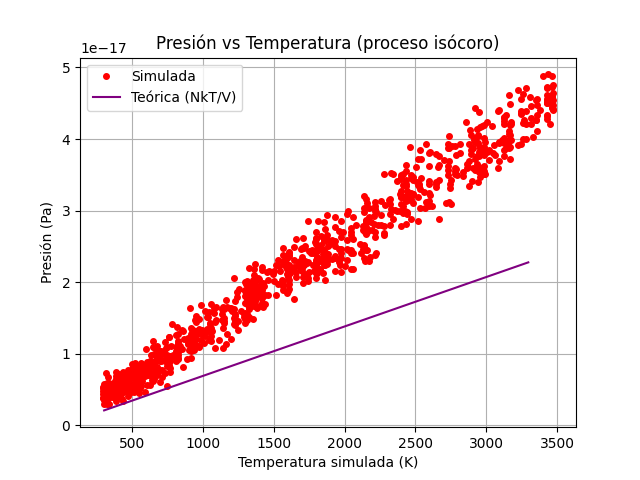 Presión vs Temperatura (proceso isócoro)
1e−17
Simulada
Teórica (NkT/V)
Presión (Pa)
5
4
3
2
1
0
500 1000 1500 2000 2500 3000 3500
Temperatura simulada (K)